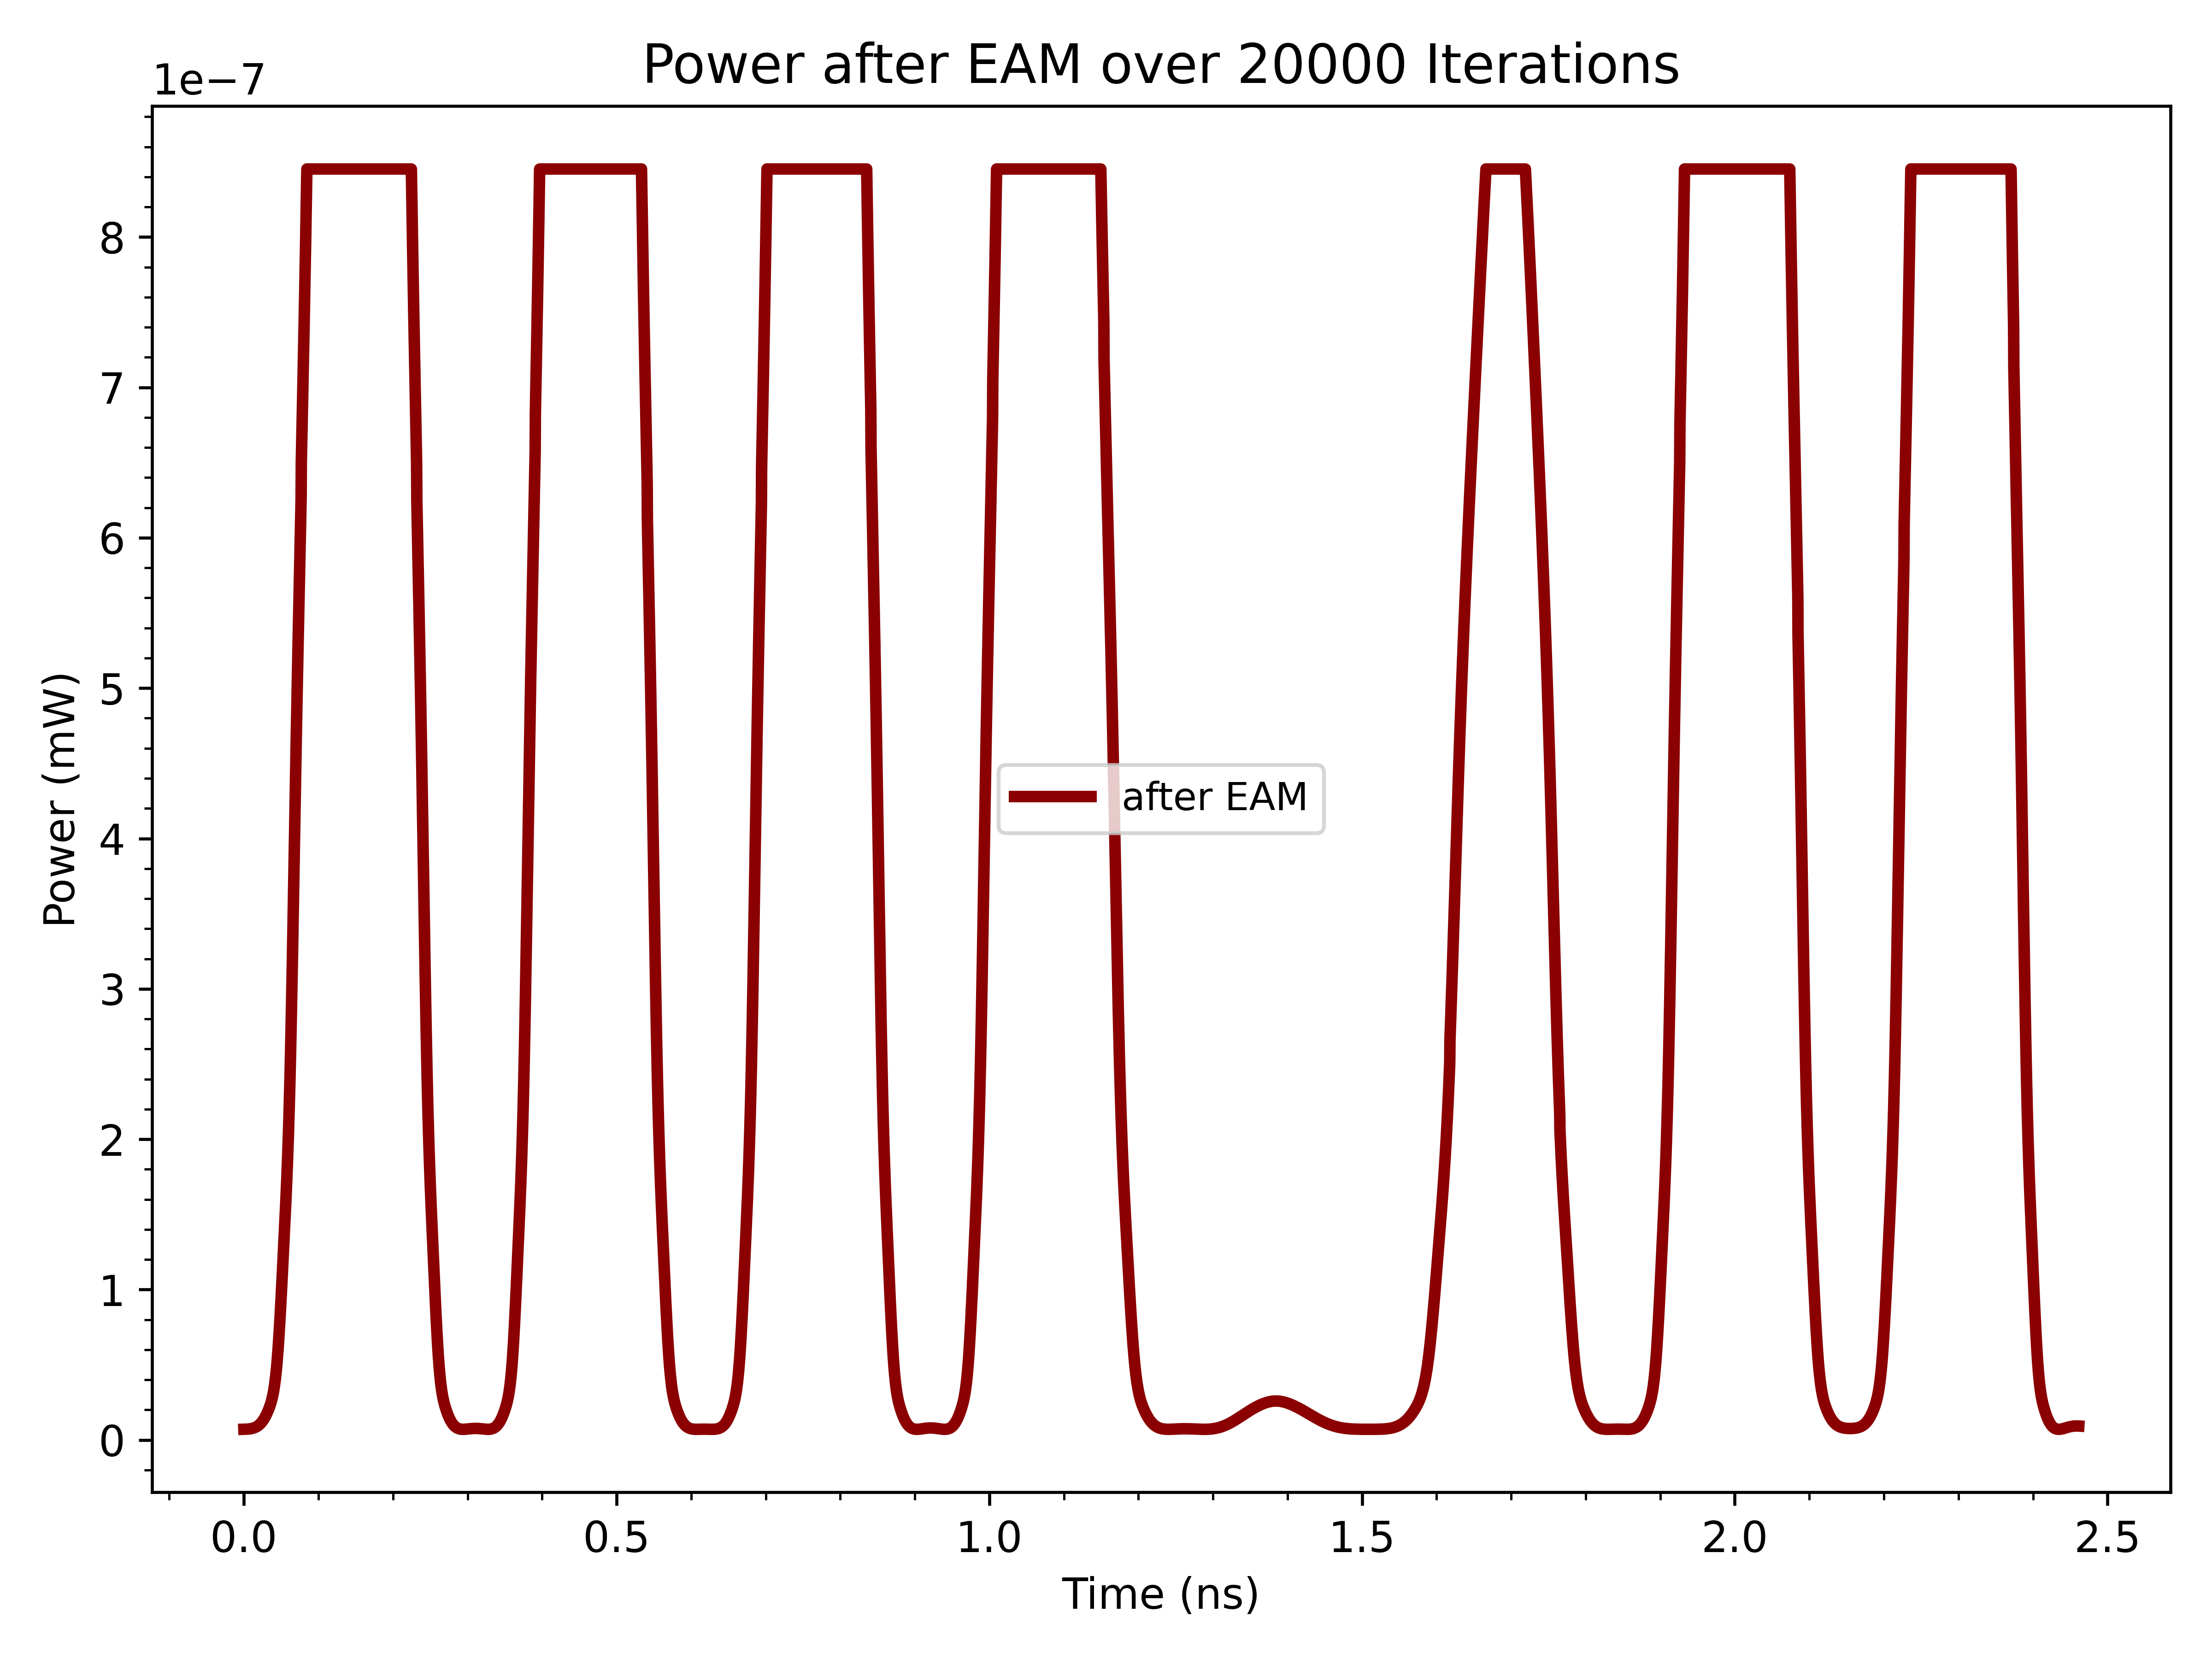 Power after EAM over 20000 Iterations
1e−7
8
7
6
5
4
3
2
1
0
Power (mW)
after EAM
0.0 0.5 1.0 1.5 2.0 2.5
Time (ns)